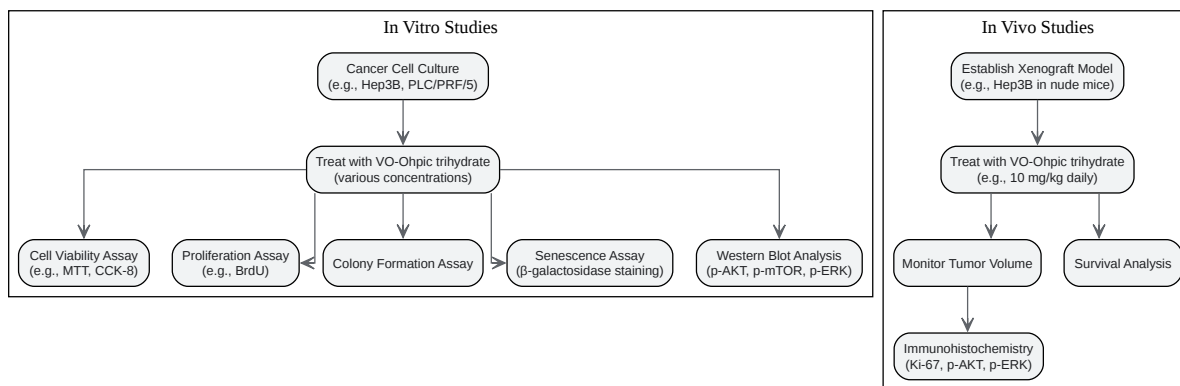 In Vitro Studies
Cancer Cell Culture
(e.g., Hep3B, PLC/PRF/5)
Treat with VO-Ohpic trihydrate
(various concentrations)
Cell Viability Assay
(e.g., MTT, CCK-8)
Proliferation Assay
(e.g., BrdU)
Colony Formation Assay
Senescence Assay
(β-galactosidase staining)
Western Blot Analysis
(p-AKT, p-mTOR, p-ERK)
In Vivo Studies
Establish Xenograft Model
(e.g., Hep3B in nude mice)
Treat with VO-Ohpic trihydrate
(e.g., 10 mg/kg daily)
Monitor Tumor Volume
Survival Analysis
Immunohistochemistry
(Ki-67, p-AKT, p-ERK)